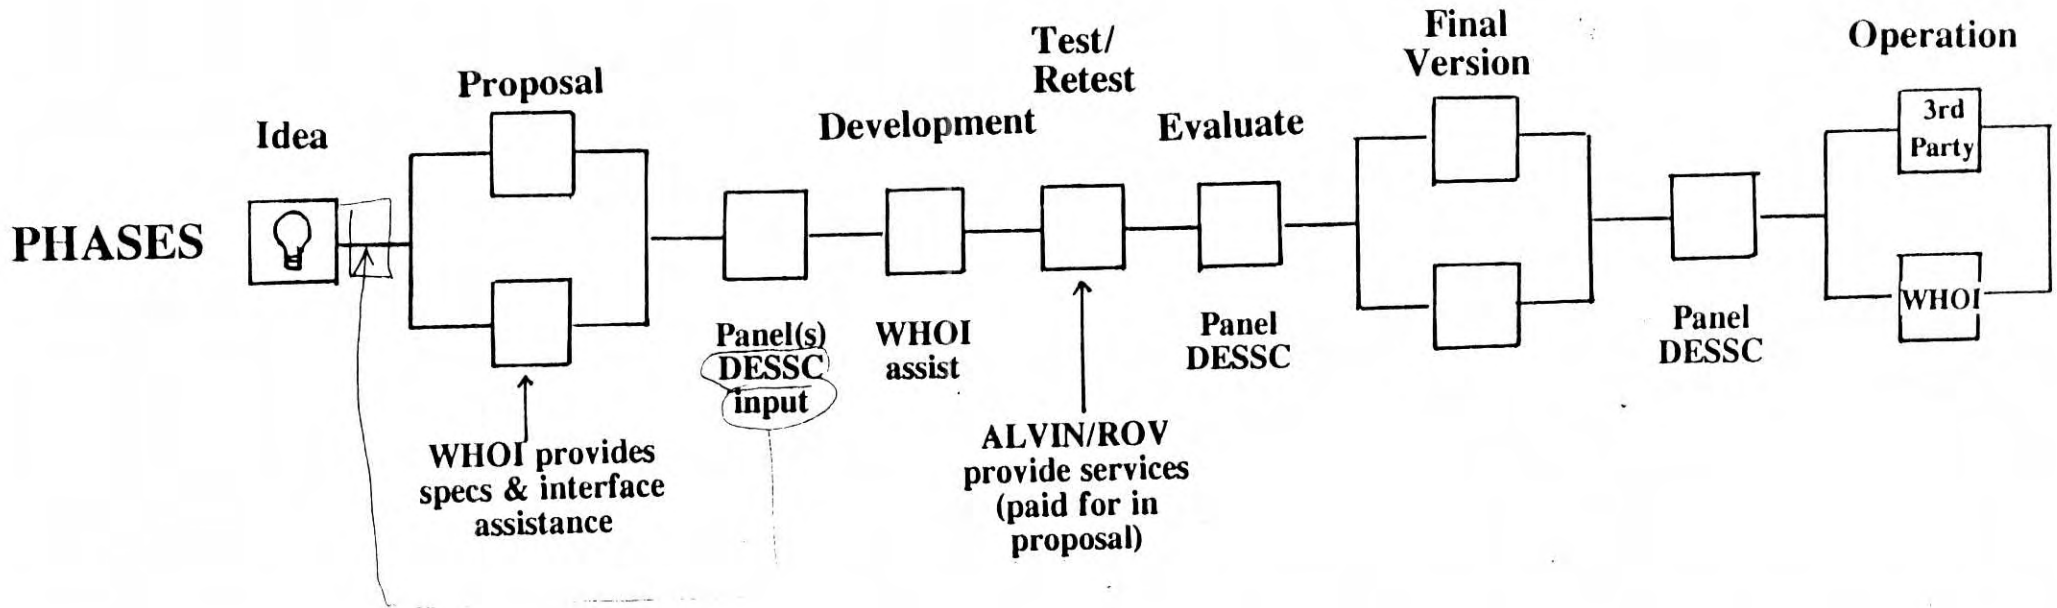 PHASES
Idea
Proposal
WHOI provides
specs & interface
assistance
Panel(s)
DESSC
input
Development
WHOI
assist
Test/
Retest
ALVIN/ROV
provide services
(paid for in
proposal)
Evaluate
Panel
DESSC
Final
Version
Panel
DESSC
Operation
3rd
Party
WHOI